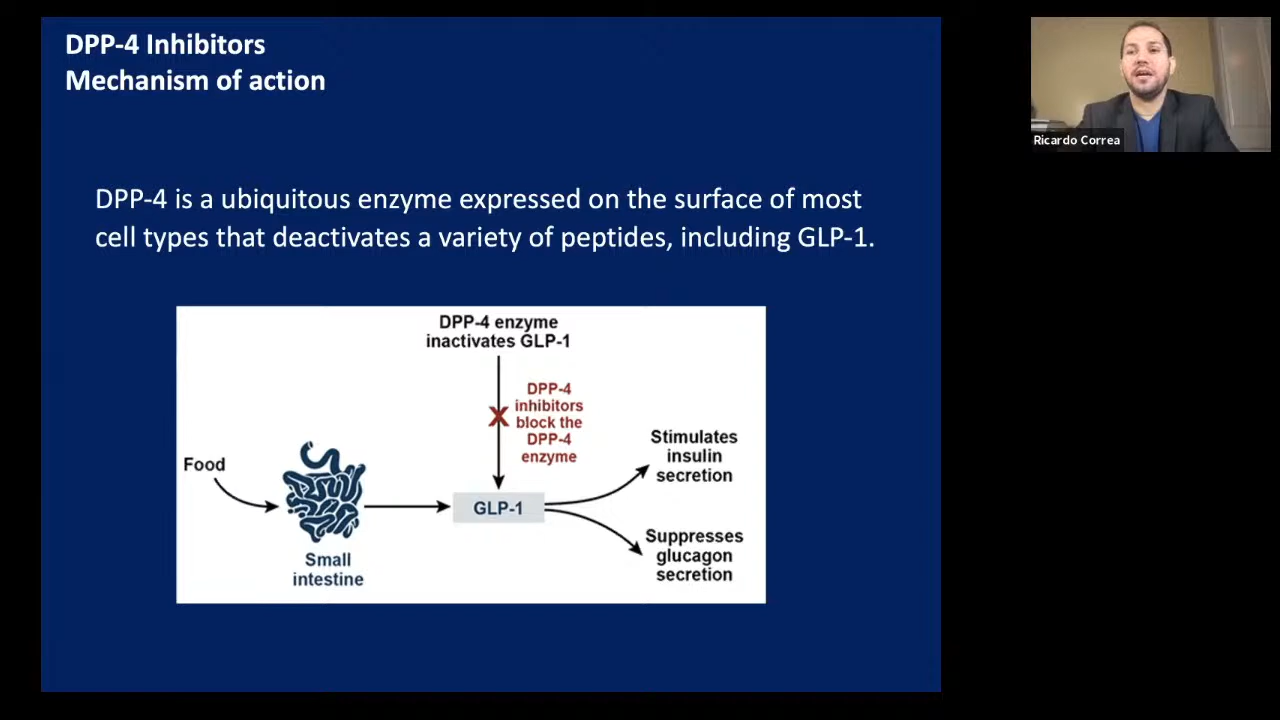 DPP-4 Inhibitors
Mechanism of action
Ricardo Correa
DPP-4 is a ubiquitous enzyme expressed on the surface of most
cell types that deactivates a variety of peptides, including GLP-1.
DPP-4 enzyme
inactivates GLP-1
DPP-4
inhibitors
block the
DPP-4
enzyme
X
Food
Small
intestine
GLP-1
Stimulates
insulin
secretion
Suppresses
glucagon
secretion